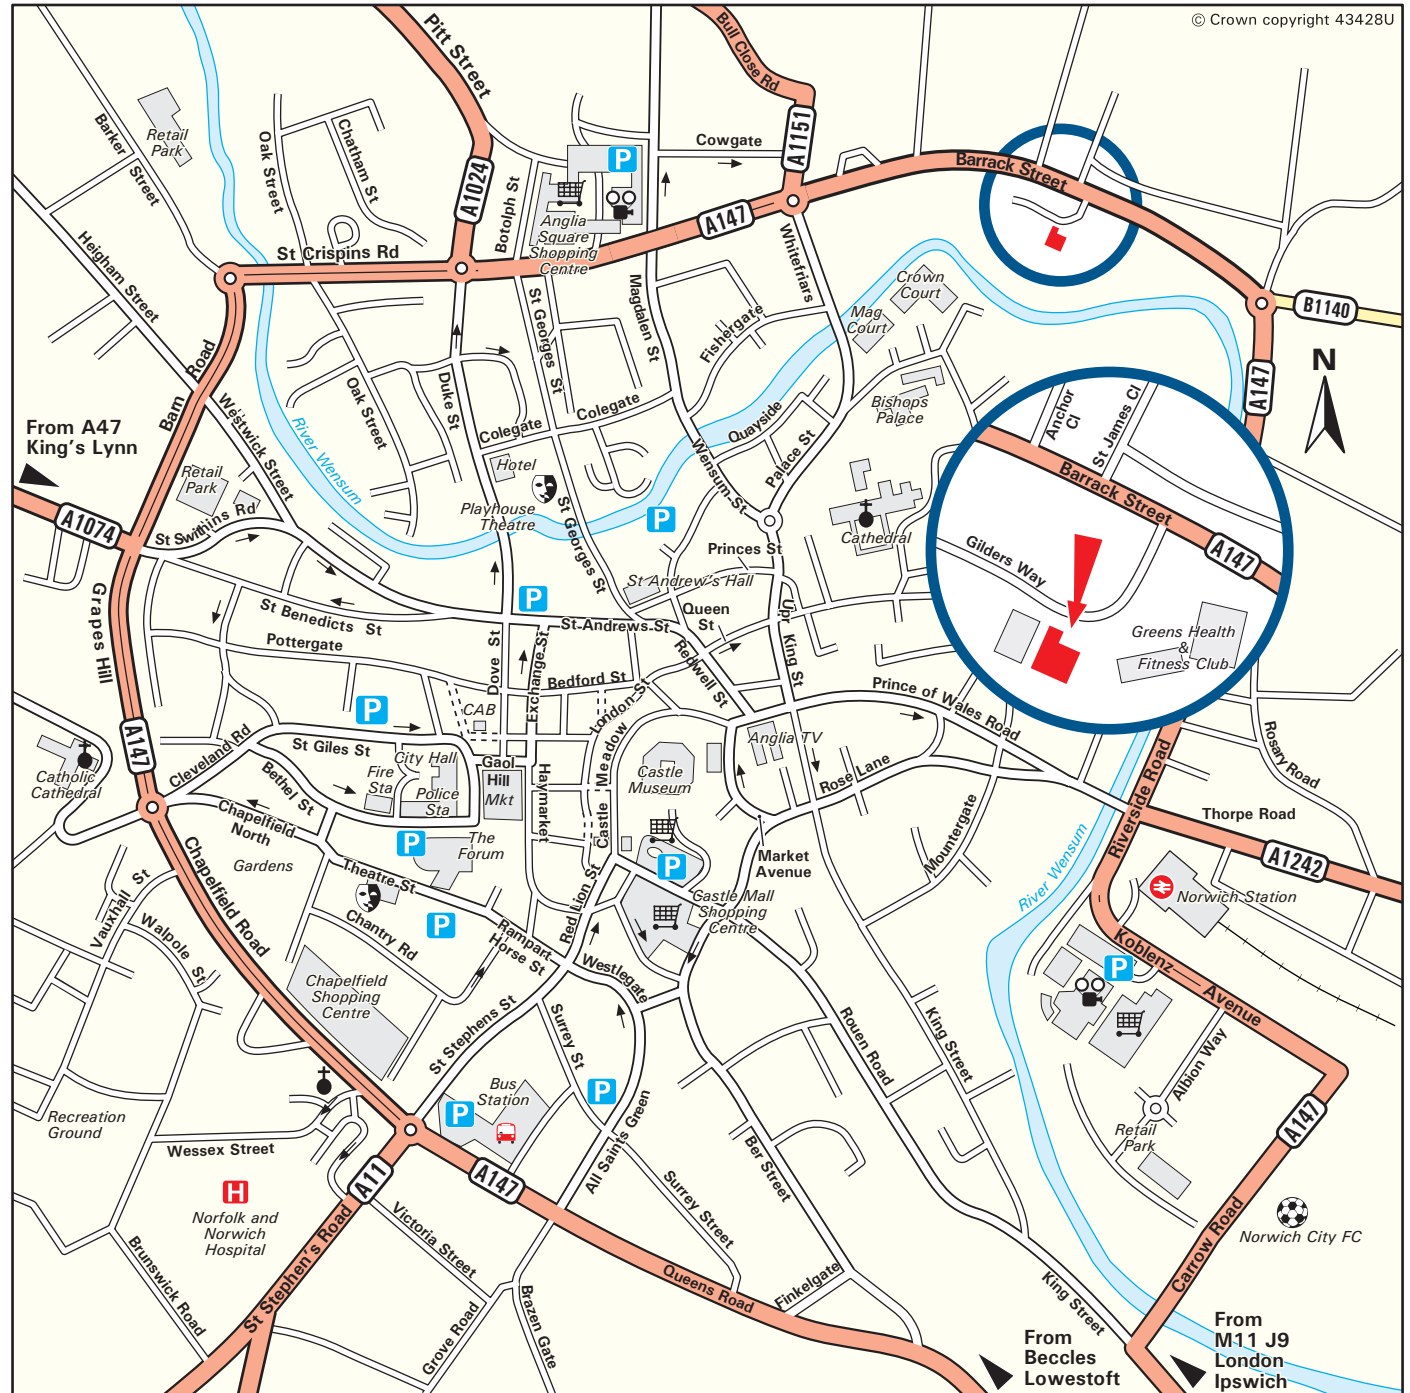 © Crown copyright 43428U
Pitt Street
Bull Close Rd
Barker
Street
Retail
Park
Oak Street
Chatham St
A1024
Botolph St
P
Cowgate
A1151
Barrack Street
Anglia
Square
Shopping
Centre
A147
St Crispins Rd
Whitefriars
Heigham Street
Crown
Court
Mag
Court
B1140
N
Magdalen St
St Georges St
Fishergate
Bam Road
A147
Oak Street
Duke St
Colegate
Colegate
Quayside
Bishops
Palace
From A47
King's Lynn
Westwick Street
River Wensum
Wensum St
Palace St
Anchor
Cl
St James Cl
Barrack Street
A147
Retail
Park
Hotel
Playhouse
Theatre
St Georges St
P
Cathedral
A1074
St Swithins Rd
Princes St
St Andrew's Hall
Gilders Way
Grapes Hill
St Benedicts St
P
Queen
St
Upr King St
St Andrews St
Greens Health
&
Fitness Club
Pottergate
Redwell St
Dove St
Exchange St
Bedford St
London St
Prince of Wales Road
P
CAB
A147
Cleveland Rd
St Giles St
Gaol
Hill
Mkt
City Hall
Fire
Sta
Police
Sta
Haymarket
Castle Meadow
Castle
Museum
Anglia TV
Rose Lane
Rosary Road
Riverside Road
Catholic
Cathedral
Bethel St
Chapelfield
North
Thorpe Road
Mountergate
Market
Avenue
River Wensum
A1242
P
The
Forum
P
Gardens
Theatre St
Red Lion St
Castle Mall
Shopping
Centre
Norwich Station
Vauxhall St
Walpole St
Chapelfield Road
Chantry Rd
P
Rampart
Horse St
Westlegate
Koblenz Avenue
P
Chapelfield
Shopping
Centre
St Stephens St
Surrey St
Rouen Road
King Street
Albion Way
Bus
Station
P
P
All Saints Green
Retail
Park
A147
Recreation
Ground
Wessex Street
A11
A147
Ber Street
Surrey Street
H
Norfolk and
Norwich
Hospital
Victoria Street
Norwich City FC
Carrow Road
Brunswick Road
St Stephen's Road
Queens Road
Finkelgate
King Street
Grove Road
Brazen Gate
From
Beccles
Lowestoft
From
M11 J9
London
Ipswich